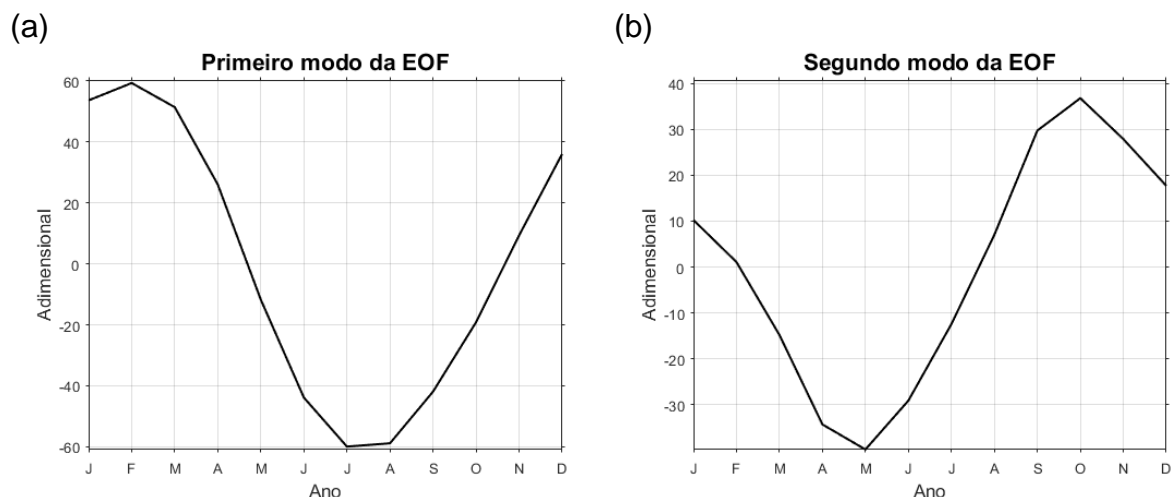 (a)
Primeiro modo da EOF
60
40
20
0
-20
-40
-60
Adimensional
J F M A M J J A S O N D
Ano
(b)
Segundo modo da EOF
40
30
20
10
0
-10
-20
-30
Adimensional
J F M A M J J A S O N D
Ano